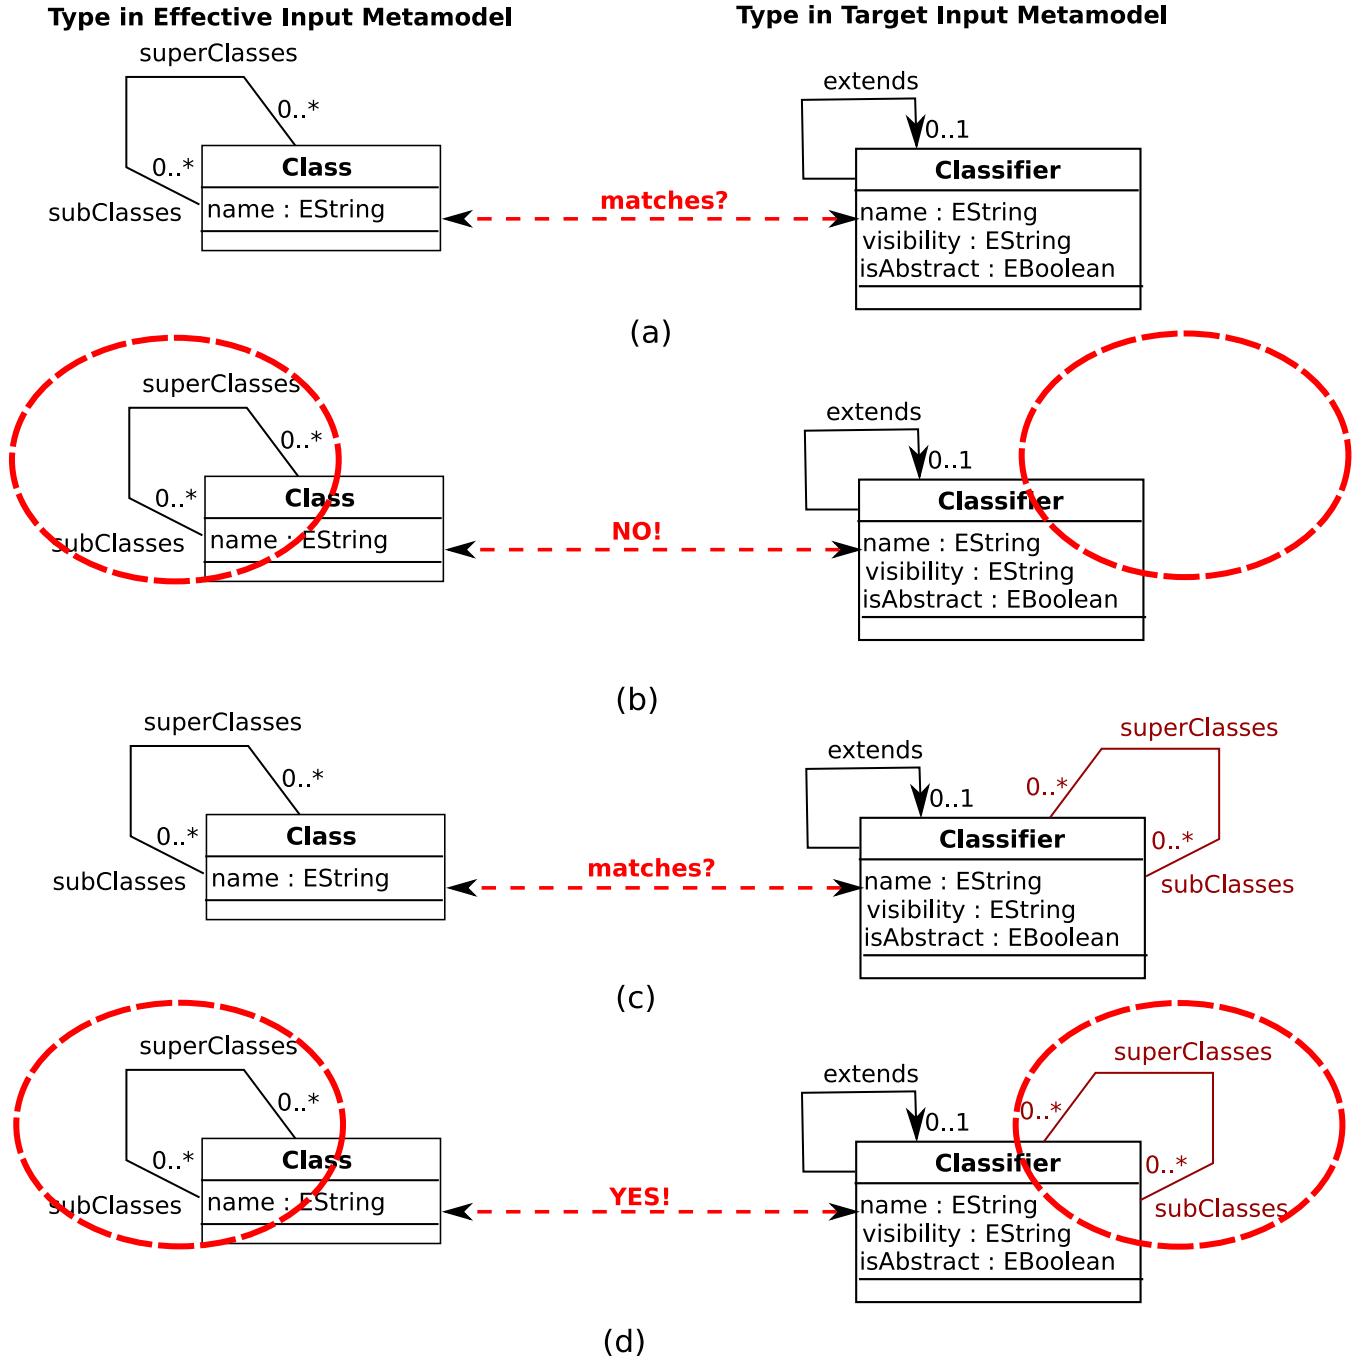 Type in Effective Input Metamodel
Type in Target Input Metamodel
superClasses
0..*
0..*
subClasses
Class
name : EString
matches?
extends
0..1
Classifier
name : EString
visibility : EString
isAbstract : EBoolean
(a)
superClasses
0..*
0..*
subClasses
Class
name : EString
NO!
extends
0..1
Classifier
name : EString
visibility : EString
isAbstract : EBoolean
(b)
superClasses
0..*
0..*
subClasses
Class
name : EString
matches?
extends
0..1
Classifier
name : EString
visibility : EString
isAbstract : EBoolean
superClasses
0..*
0..*
subClasses
(c)
superClasses
0..*
0..*
subClasses
Class
name : EString
YES!
extends
0..1
Classifier
name : EString
visibility : EString
isAbstract : EBoolean
superClasses
0..*
0..*
subClasses
(d)